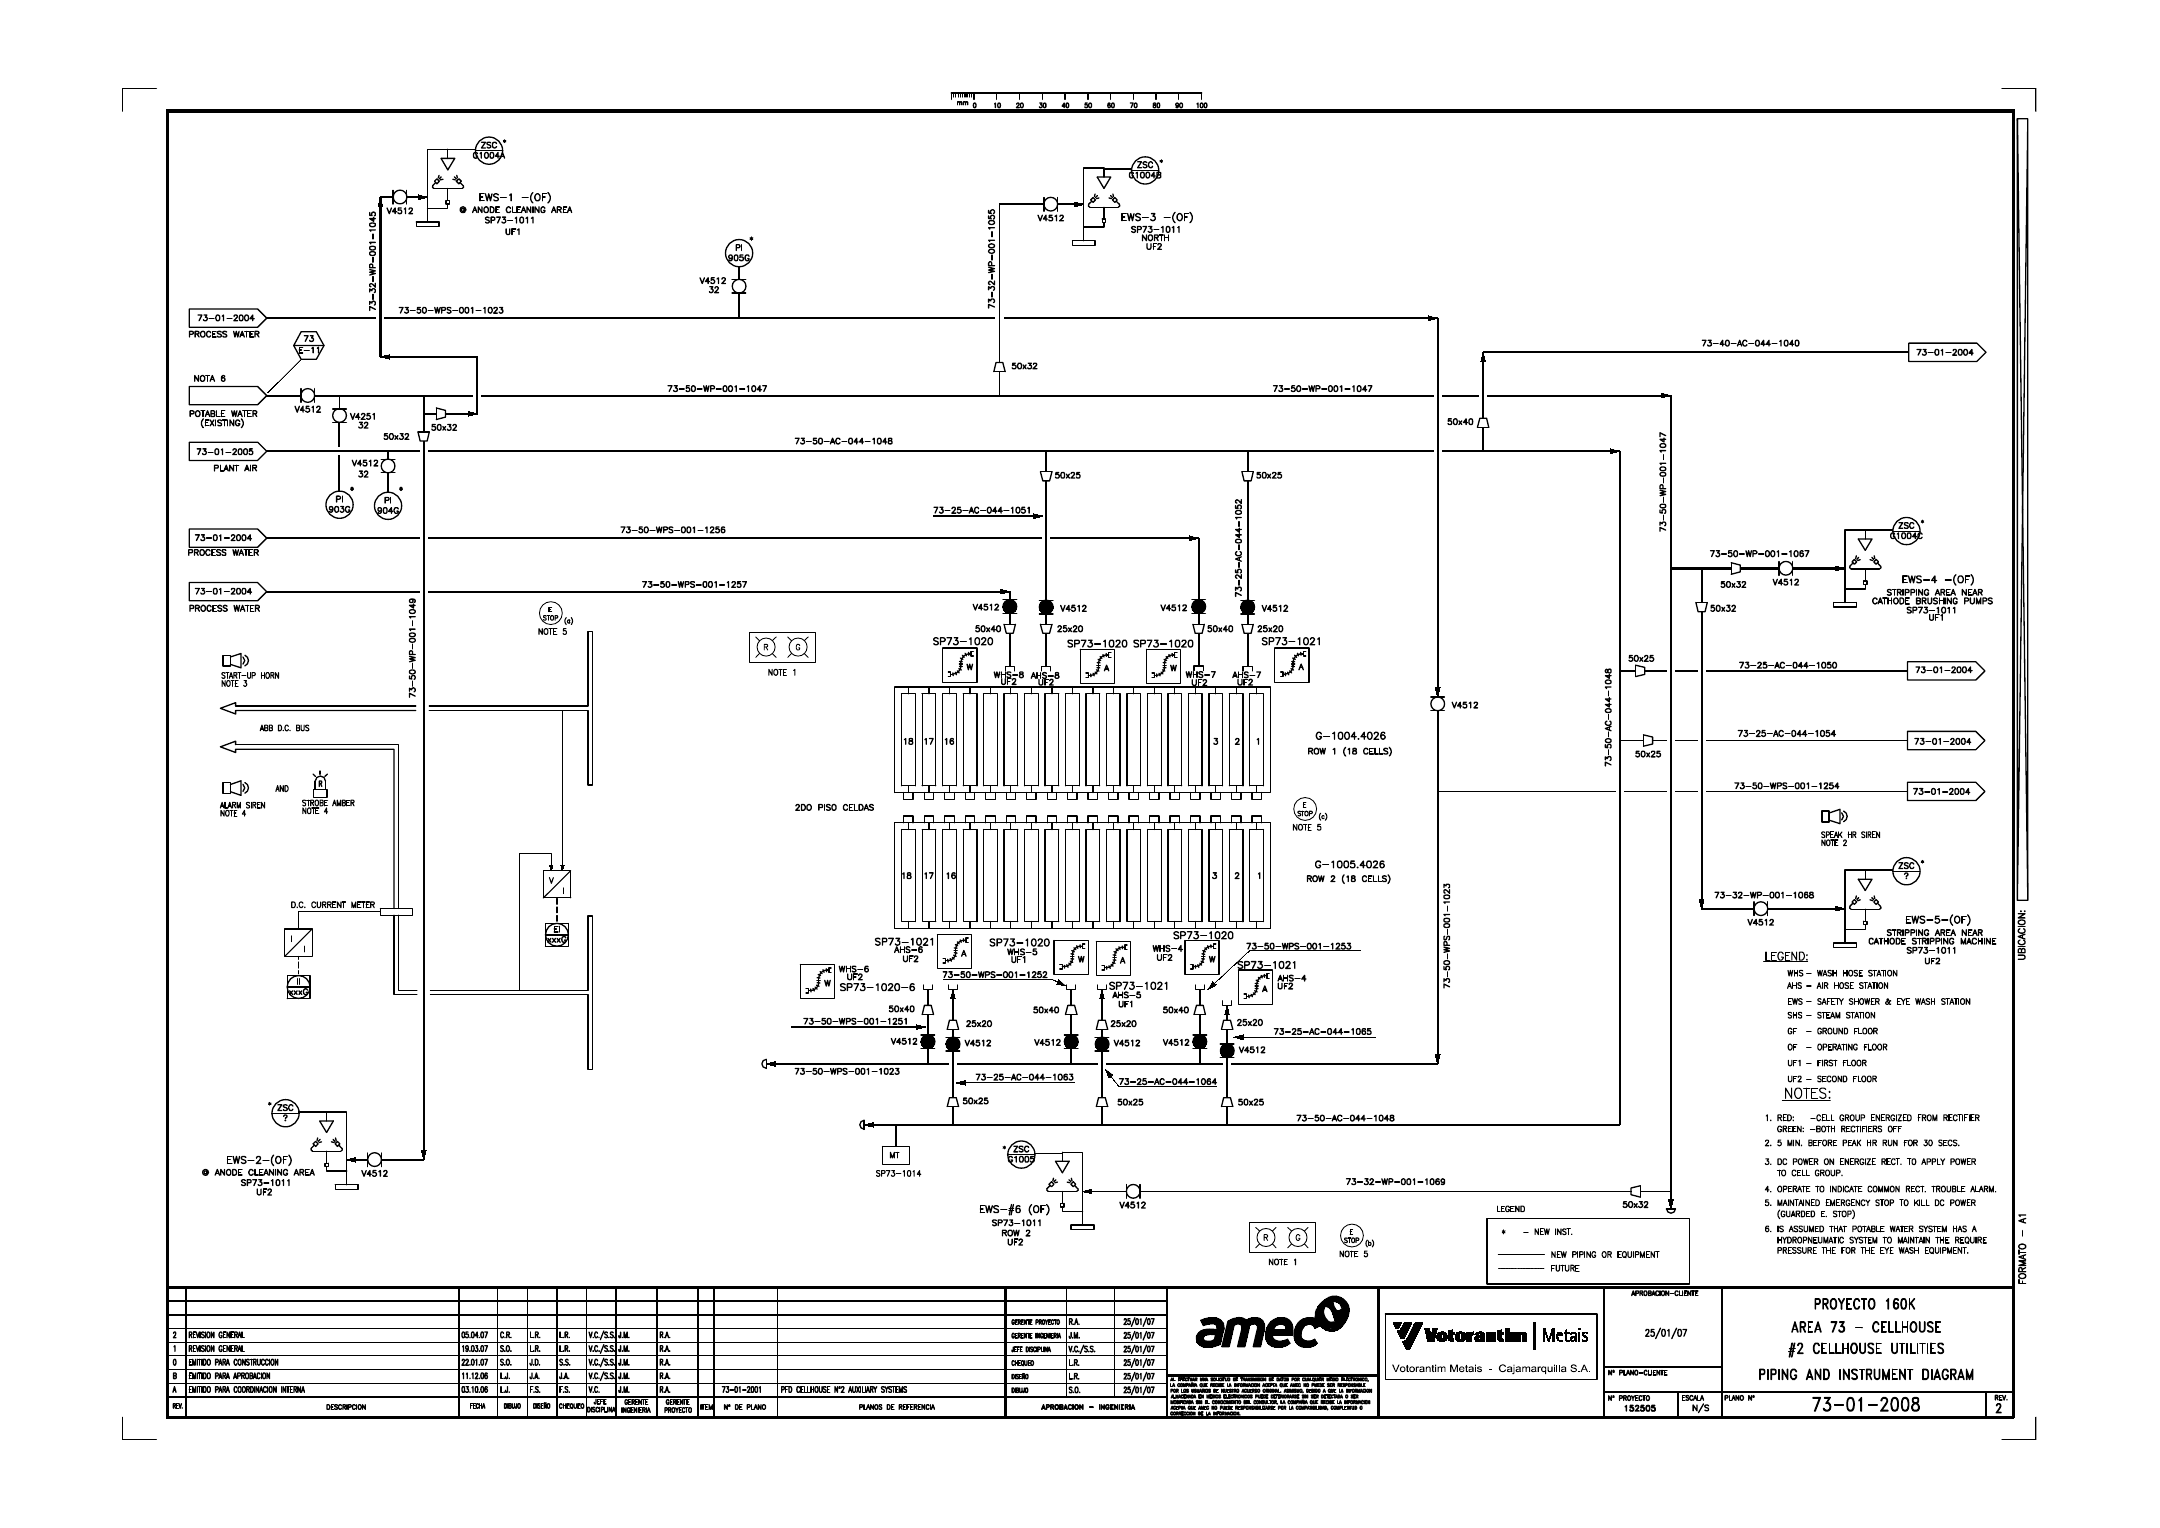 mm 0 10 20 30 40 50 60 70 80 90 100
ZSC
G1004A
*
V4512
EWS-1 -(OF)
@ ANODE CLEANING AREA
SP73-1011
UF1
73-32-WP-001-1045
ZSC
G1004B
*
V4512
EWS-3 -(OF)
SP73-1011
NORTH
UF2
73-32-WP-001-1055
PI
905G
*
V4512
32
73-01-2004
PROCESS WATER
73-50-WPS-001-1023
73
E-11
NOTA 6
POTABLE WATER
(EXISTING)
V4512
V4251
32
50x32
50x32
50x32
73-50-WP-001-1047
73-50-WP-001-1047
73-40-AC-044-1040
73-01-2004
50x40
73-01-2005
PLANT AIR
V4512
32
73-50-AC-044-1048
PI
903G
*
PI
904G
*
50x25
50x25
73-25-AC-044-1051
73-25-AC-044-1052
73-50-WP-001-1047
73-01-2004
PROCESS WATER
73-50-WPS-001-1256
73-01-2004
PROCESS WATER
73-50-WPS-001-1257
73-50-WP-001-1049
ZSC
G1004C
*
73-50-WP-001-1067
50x32
V4512
50x32
EWS-4 -(OF)
STRIPPING AREA NEAR
CATHODE BRUSHING PUMPS
SP73-1011
UF1
E
STOP
(a)
NOTE 5
R G
NOTE 1
V4512
V4512
V4512
V4512
50x40
25x20
50x40
25x20
SP73-1020
SP73-1020
SP73-1020
SP73-1021
W
A
W
A
WHS-8
UF2
AHS-8
UF2
WHS-7
UF2
AHS-7
UF2
START-UP HORN
NOTE 3
ABB D.C. BUS
ALARM SIREN
NOTE 4
AND
R
STROBE AMBER
NOTE 4
18 17 16 3 2 1
G-1004.4026
ROW 1 (18 CELLS)
V4512
73-50-AC-044-1048
50x25
73-25-AC-044-1050
73-01-2004
73-25-AC-044-1054
50x25
73-01-2004
73-50-WPS-001-1254
73-01-2004
2DO PISO CELDAS
E
STOP
(c)
NOTE 5
SPEAK HR SIREN
NOTE 2
18 17 16 3 2 1
G-1005.4026
ROW 2 (18 CELLS)
V
I
EI
xxxG
D.C. CURRENT METER
I
I
II
xxxG
73-50-WPS-001-1023
ZSC
?
*
73-32-WP-001-1068
V4512
EWS-5-(OF)
STRIPPING AREA NEAR
CATHODE STRIPPING MACHINE
SP73-1011
UF2
SP73-1021
AHS-6
UF2
A
SP73-1020
WHS-5
UF1
W
A
SP73-1020
WHS-4
UF2
W
73-50-WPS-001-1253
SP73-1021
A
AHS-4
UF2
W
WHS-6
UF2
SP73-1020-6
73-50-WPS-001-1252
SP73-1021
AHS-5
UF1
50x40
25x20
50x40
25x20
50x40
25x20
73-50-WPS-001-1251
73-25-AC-044-1065
V4512
V4512
V4512
V4512
V4512
V4512
73-50-WPS-001-1023
73-25-AC-044-1063
73-25-AC-044-1064
50x25
50x25
50x25
73-50-AC-044-1048
MT
SP73-1014
ZSC
?
*
EWS-2-(OF)
@ ANODE CLEANING AREA
SP73-1011
UF2
V4512
ZSC
G1005
*
EWS-#6 (OF)
SP73-1011
ROW 2
UF2
V4512
73-32-WP-001-1069
50x32
R G
NOTE 1
E
STOP
(b)
NOTE 5
LEGEND:
WHS - WASH HOSE STATION
AHS - AIR HOSE STATION
EWS - SAFETY SHOWER & EYE WASH STATION
SHS - STEAM STATION
GF - GROUND FLOOR
OF - OPERATING FLOOR
UF1 - FIRST FLOOR
UF2 - SECOND FLOOR
NOTES:
1. RED: -CELL GROUP ENERGIZED FROM RECTIFIER
GREEN: -BOTH RECTIFIERS OFF
2. 5 MIN. BEFORE PEAK HR RUN FOR 30 SECS.
3. DC POWER ON ENERGIZE RECT. TO APPLY POWER
TO CELL GROUP.
4. OPERATE TO INDICATE COMMON RECT. TROUBLE ALARM.
5. MAINTAINED EMERGENCY STOP TO KILL DC POWER
(GUARDED E. STOP)
6. IS ASSUMED THAT POTABLE WATER SYSTEM HAS A
HYDROPNEUMATIC SYSTEM TO MAINTAIN THE REQUIRE
PRESSURE THE FOR THE EYE WASH EQUIPMENT.
LEGEND
* - NEW INST.
NEW PIPING OR EQUIPMENT
FUTURE
UBICACION:
FORMATO - A1
2 REVISION GENERAL 05.04.07 C.R. L.R. L.R. V.C./S.S. J.M. R.A.
1 REVISION GENERAL 19.03.07 S.O. L.R. L.R. V.C./S.S. J.M. R.A.
0 EMITIDO PARA CONSTRUCCION 22.01.07 S.O. J.D. S.S. V.C./S.S. J.M. R.A.
B EMITIDO PARA APROBACION 11.12.06 I.J. J.A. J.A. V.C./S.S. J.M. R.A.
A EMITIDO PARA COORDINACION INTERNA 03.10.06 I.J. F.S. F.S. V.C. J.M. R.A. 73-01-2001 PFD CELLHOUSE N°2 AUXILIARY SYSTEMS
REV. DESCRIPCION FECHA DIBUJO DISEÑO CHEQUEO JEFE DISCIPLINA GERENTE INGENIERIA GERENTE PROYECTO ITEM N° DE PLANO PLANOS DE REFERENCIA
GERENTE PROYECTO R.A. 25/01/07
GERENTE INGENIERIA J.M. 25/01/07
JEFE DISCIPLINA V.C./S.S. 25/01/07
CHEQUEO L.R. 25/01/07
DISEÑO L.R. 25/01/07
DIBUJO S.O. 25/01/07
APROBACION - INGENIERIA
amec
Votorantim | Metais
Votorantim Metais - Cajamarquilla S.A.
APROBACION-CLIENTE
25/01/07
N° PLANO-CLIENTE
N° PROYECTO
152505
ESCALA
N/S
PROYECTO 160K
AREA 73 - CELLHOUSE
#2 CELLHOUSE UTILITIES
PIPING AND INSTRUMENT DIAGRAM
PLANO N°
73-01-2008
REV.
2